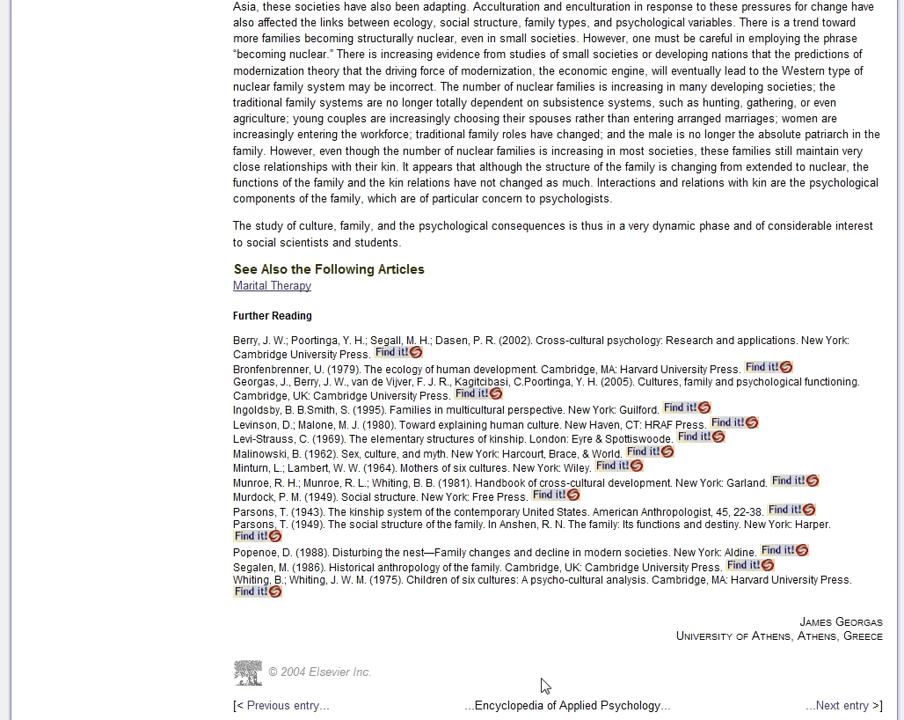 Asia, these societies have also been adapting. Acculturation and enculturation in response to these pressures for change have
also affected the links between ecology, social structure, family types, and psychological variables. There is a trend toward
more families becoming structurally nuclear, even in small societies. However, one must be careful in employing the phrase
“becoming nuclear.” There is increasing evidence from studies of small societies or developing nations that the predictions of
modernization theory that the driving force of modernization, the economic engine, will eventually lead to the Western type of
nuclear family system may be incorrect. The number of nuclear families is increasing in many developing societies; the
traditional family systems are no longer totally dependent on subsistence systems, such as hunting, gathering, or even
agriculture; young couples are increasingly choosing their spouses rather than entering arranged marriages; women are
increasingly entering the workforce; traditional family roles have changed; and the male is no longer the absolute patriarch in the
family. However, even though the number of nuclear families is increasing in most societies, these families still maintain very
close relationships with their kin. It appears that although the structure of the family is changing from extended to nuclear, the
functions of the family and the kin relations have not changed as much. Interactions and relations with kin are the psychological
components of the family, which are of particular concern to psychologists.
The study of culture, family, and the psychological consequences is thus in a very dynamic phase and of considerable interest
to social scientists and students.
See Also the Following Articles
Marital Therapy
Further Reading
Berry, J. W.; Poortinga, Y. H.; Segall, M. H.; Dasen, P. R. (2002). Cross-cultural psychology: Research and applications. New York:
Cambridge University Press. Find it!
Bronfenbrenner, U. (1979). The ecology of human development. Cambridge, MA: Harvard University Press. Find it!
Georgas, J., Berry, J. W., van de Vijver, F. J. R., Kagitcibasi, C.Poortinga, Y. H. (2005). Cultures, family and psychological functioning.
Cambridge, UK: Cambridge University Press. Find it!
Ingoldsby, B. B.Smith, S. (1995). Families in multicultural perspective. New York: Guilford. Find it!
Levinson, D.; Malone, M. J. (1980). Toward explaining human culture. New Haven, CT: HRAF Press. Find it!
Levi-Strauss, C. (1969). The elementary structures of kinship. London: Eyre & Spottiswoode. Find it!
Malinowski, B. (1962). Sex, culture, and myth. New York: Harcourt, Brace, & World. Find it!
Minturn, L.; Lambert, W. W. (1964). Mothers of six cultures. New York: Wiley. Find it!
Munroe, R. H.; Munroe, R. L.; Whiting, B. B. (1981). Handbook of cross-cultural development. New York: Garland. Find it!
Murdock, P. M. (1949). Social structure. New York: Free Press. Find it!
Parsons, T. (1943). The kinship system of the contemporary United States. American Anthropologist, 45, 22-38. Find it!
Parsons, T. (1949). The social structure of the family. In Anshen, R. N. The family: Its functions and destiny. New York: Harper.
Find it!
Popenoe, D. (1988). Disturbing the nest—Family changes and decline in modern societies. New York: Aldine. Find it!
Segalen, M. (1986). Historical anthropology of the family. Cambridge, UK: Cambridge University Press. Find it!
Whiting, B.; Whiting, J. W. M. (1975). Children of six cultures: A psycho-cultural analysis. Cambridge, MA: Harvard University Press.
Find it!
James Georgas
University of Athens, Athens, Greece
© 2004 Elsevier Inc.
[< Previous entry... ...Encyclopedia of Applied Psychology... ...Next entry >]